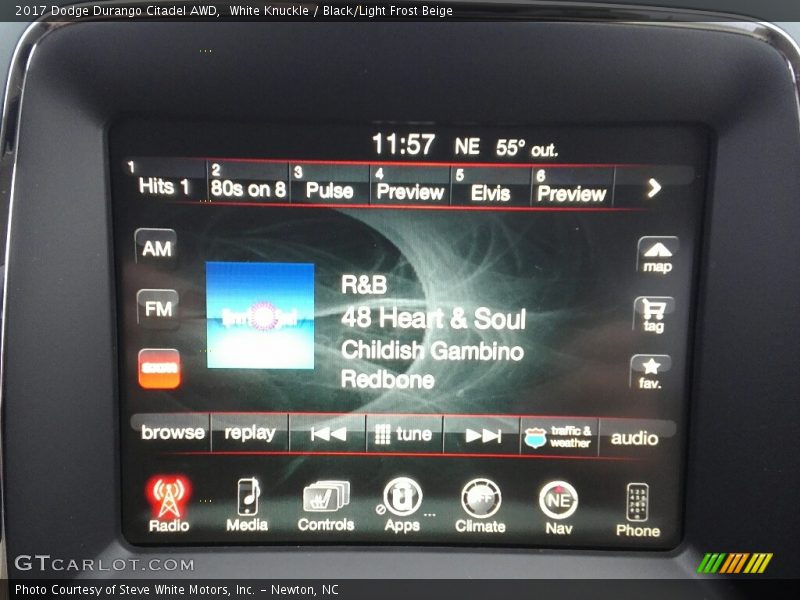 2017 Dodge Durango Citadel AWD,  White Knuckle / Black/Light Frost Beige
11:57 NE 55° out.
1 Hits 1 2 80s on 8 3 Pulse 4 Preview 5 Elvis 6 Preview
AM
map
R&B
FM
48 Heart & Soul
tag
Childish Gambino
Redbone
sxm
fav.
browse replay tune traffic & weather audio
OFF NE
Radio Media Controls Apps ... Climate Nav Phone
GTCARLOT.COM
Photo Courtesy of Steve White Motors, Inc. – Newton, NC